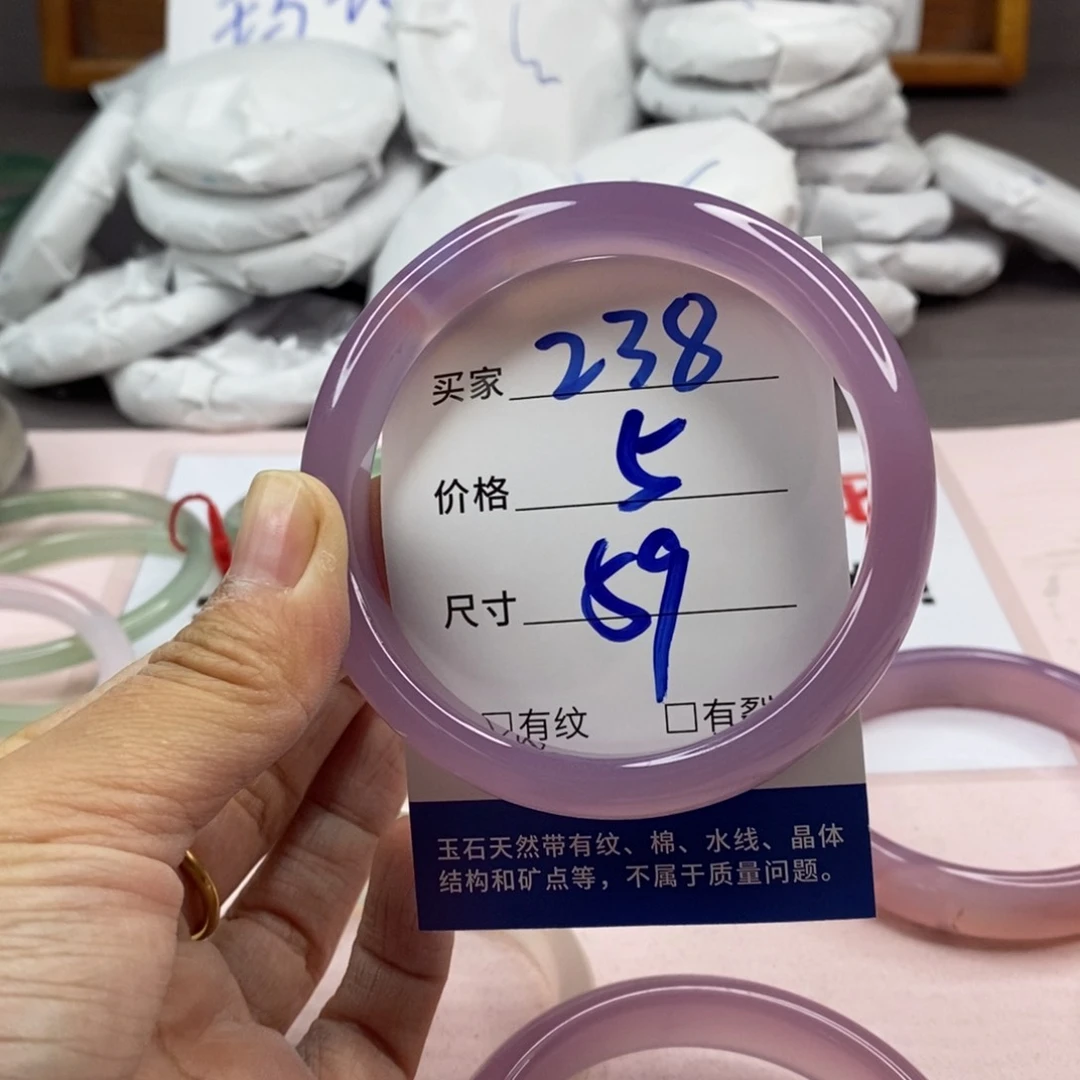 买家 238
价格 5
尺寸 59
☑有纹 □有裂
玉石天然带有纹、棉、水线、晶体
结构和矿点等，不属于质量问题。